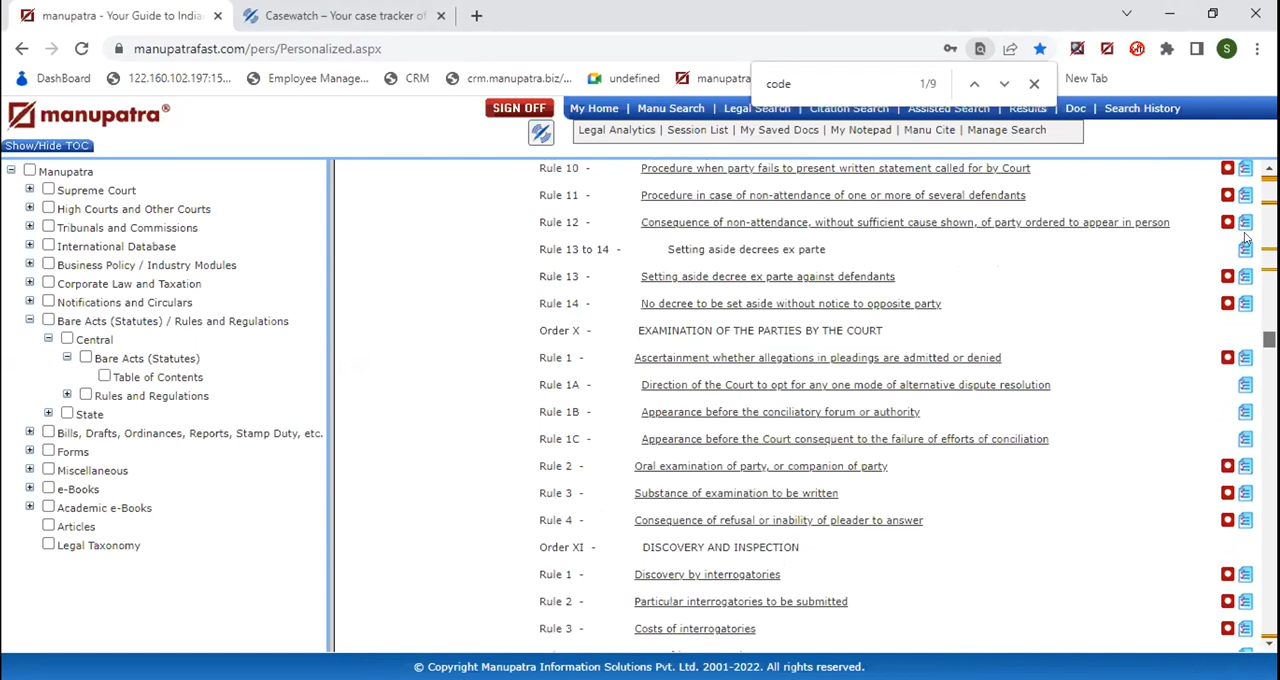 manupatra - Your Guide to India
Casewatch – Your case tracker of
manupatrafast.com/pers/Personalized.aspx
S
DashBoard
122.160.102.197:15...
Employee Manage...
CRM
crm.manupatra.biz/...
undefined
manupatra
New Tab
code
1/9
manupatra®
SIGN OFF
My Home | Manu Search | Legal Search | Citation Search | Assisted Search | Results | Doc | Search History
Legal Analytics | Session List | My Saved Docs | My Notepad | Manu Cite | Manage Search
Show/Hide TOC
Manupatra
Supreme Court
High Courts and Other Courts
Tribunals and Commissions
International Database
Business Policy / Industry Modules
Corporate Law and Taxation
Notifications and Circulars
Bare Acts (Statutes) / Rules and Regulations
Central
Bare Acts (Statutes)
Table of Contents
Rules and Regulations
State
Bills, Drafts, Ordinances, Reports, Stamp Duty, etc.
Forms
Miscellaneous
e-Books
Academic e-Books
Articles
Legal Taxonomy
Rule 10 - Procedure when party fails to present written statement called for by Court
Rule 11 - Procedure in case of non-attendance of one or more of several defendants
Rule 12 - Consequence of non-attendance, without sufficient cause shown, of party ordered to appear in person
Rule 13 to 14 - Setting aside decrees ex parte
Rule 13 - Setting aside decree ex parte against defendants
Rule 14 - No decree to be set aside without notice to opposite party
Order X - EXAMINATION OF THE PARTIES BY THE COURT
Rule 1 - Ascertainment whether allegations in pleadings are admitted or denied
Rule 1A - Direction of the Court to opt for any one mode of alternative dispute resolution
Rule 1B - Appearance before the conciliatory forum or authority
Rule 1C - Appearance before the Court consequent to the failure of efforts of conciliation
Rule 2 - Oral examination of party, or companion of party
Rule 3 - Substance of examination to be written
Rule 4 - Consequence of refusal or inability of pleader to answer
Order XI - DISCOVERY AND INSPECTION
Rule 1 - Discovery by interrogatories
Rule 2 - Particular interrogatories to be submitted
Rule 3 - Costs of interrogatories
© Copyright Manupatra Information Solutions Pvt. Ltd. 2001-2022. All rights reserved.